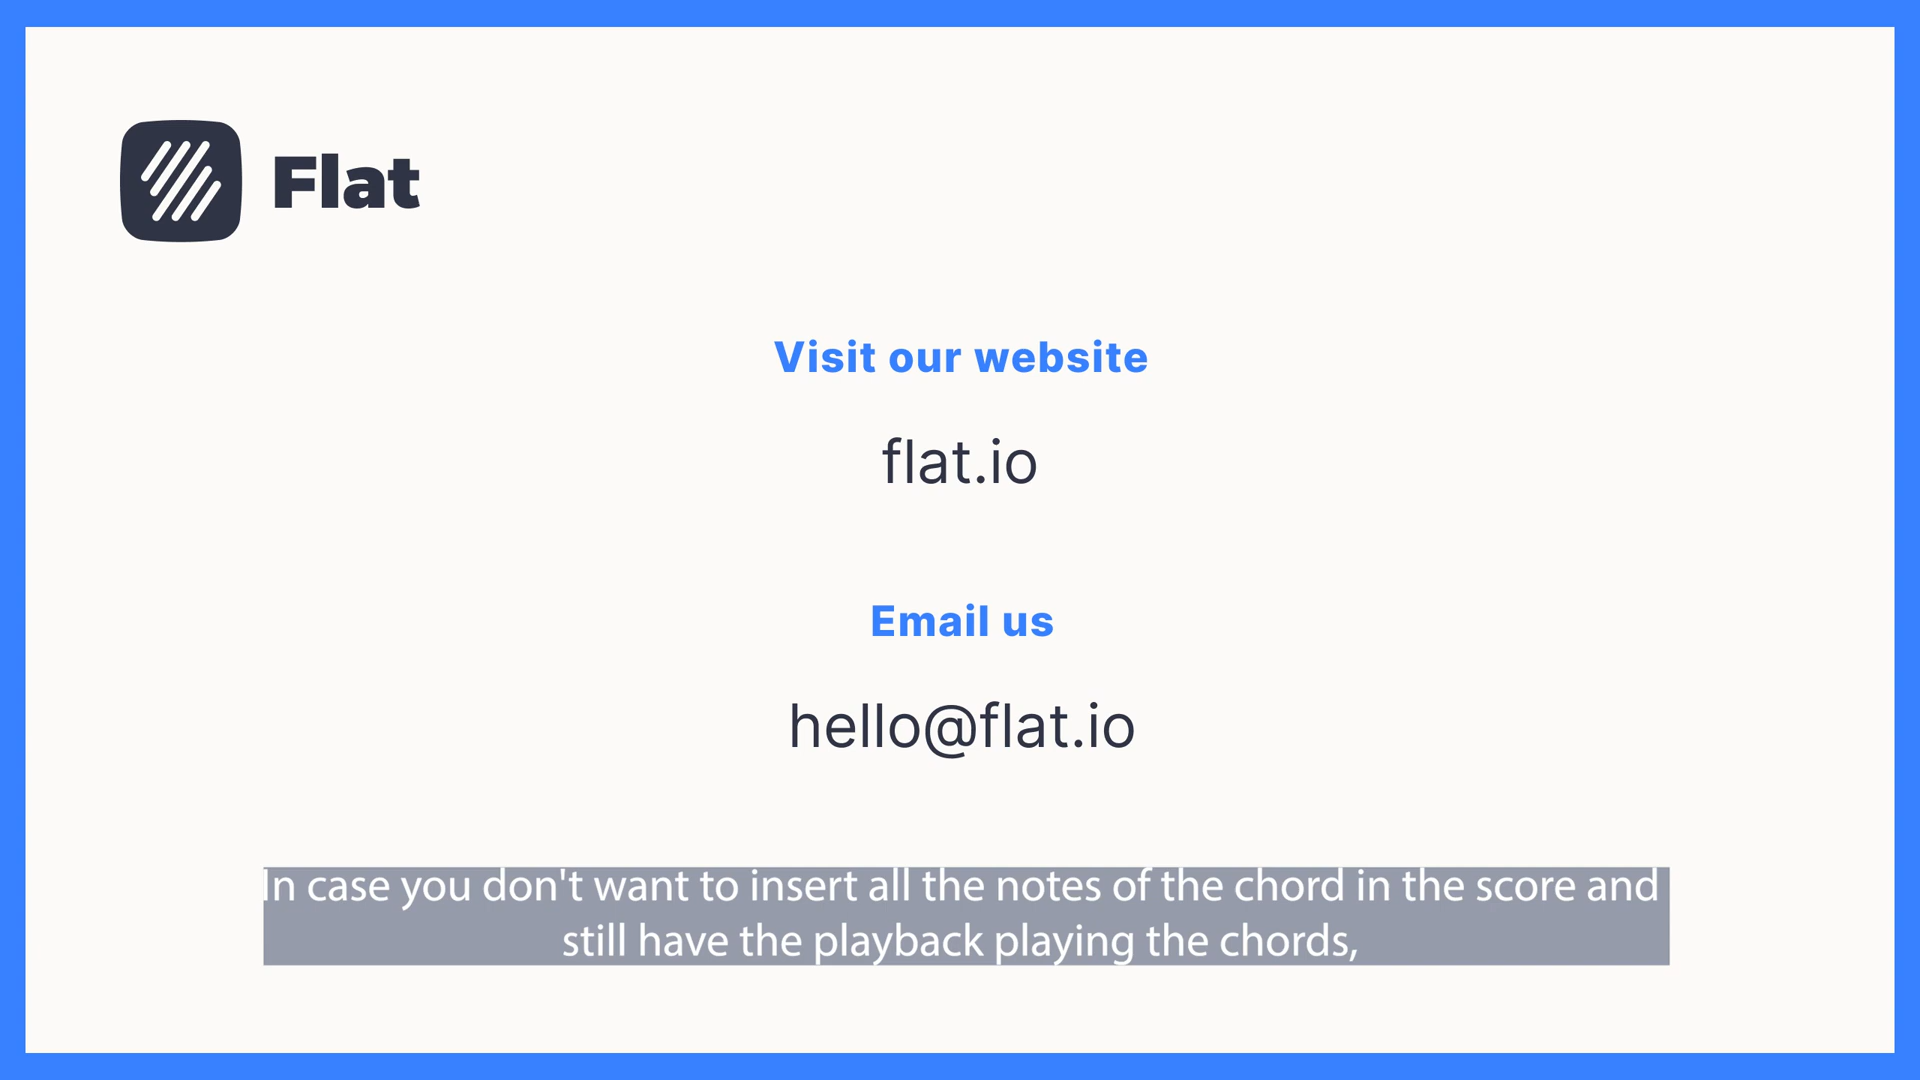 Flat
Visit our website
flat.io
Email us
hello@flat.io
In case you don't want to insert all the notes of the chord in the score and
still have the playback playing the chords,